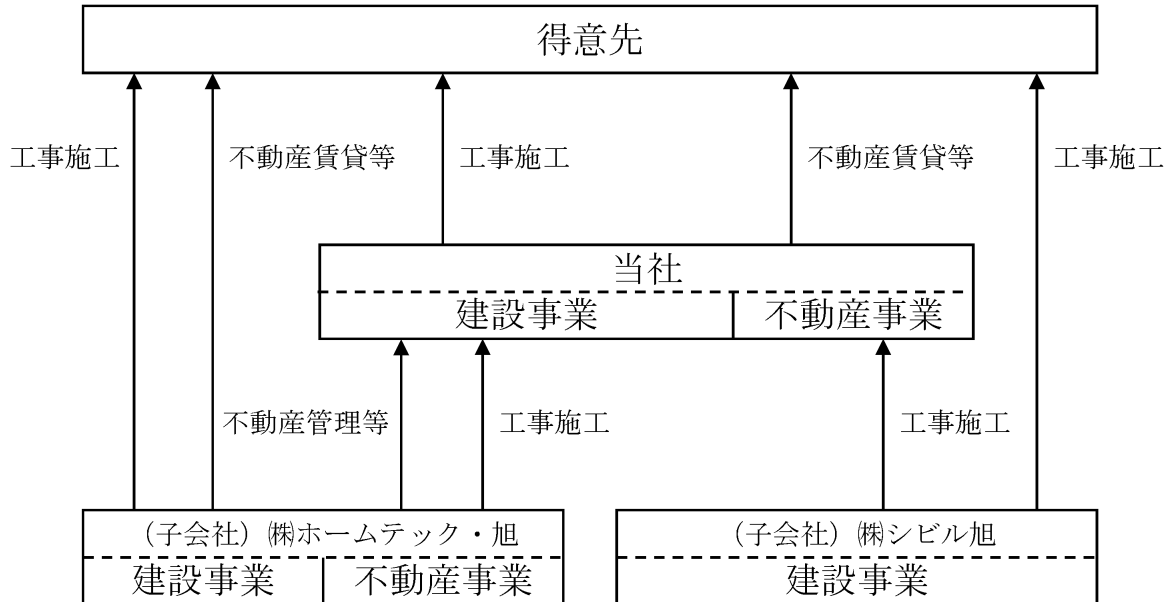 得意先
工事施工
不動産賃貸等
工事施工
不動産賃貸等
工事施工
当社
建設事業
不動産事業
不動産管理等
工事施工
工事施工
（子会社）㈱ホームテック・旭
（子会社）㈱シビル旭
建設事業
不動産事業
建設事業